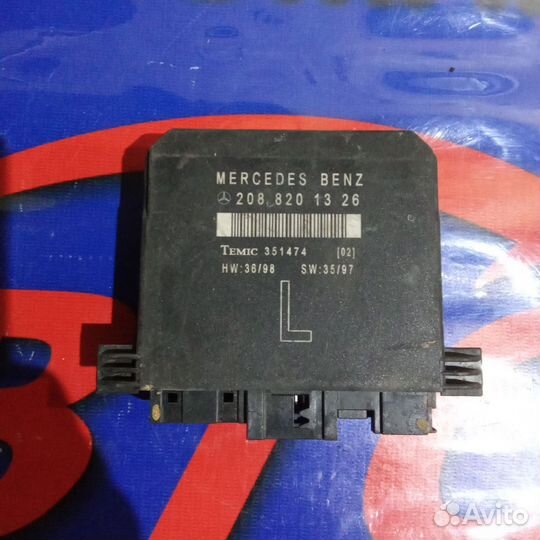 MERCEDES BENZ
208 820 13 26
TEMIC 351474 [02]
HW:36/98 SW:35/97
L
Avito